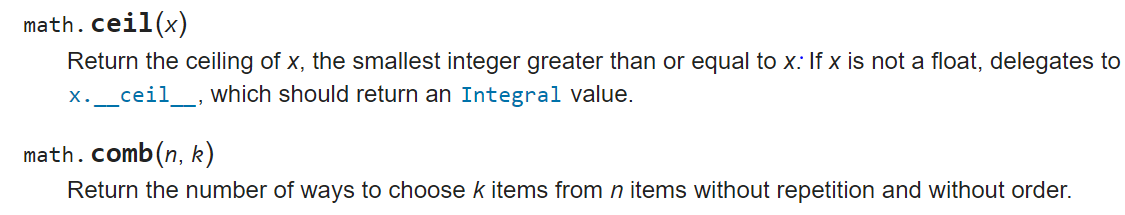 math.ceil(x)
Return the ceiling of x, the smallest integer greater than or equal to x: If x is not a float, delegates to
x.__ceil__, which should return an Integral value.
math.comb(n, k)
Return the number of ways to choose k items from n items without repetition and without order.